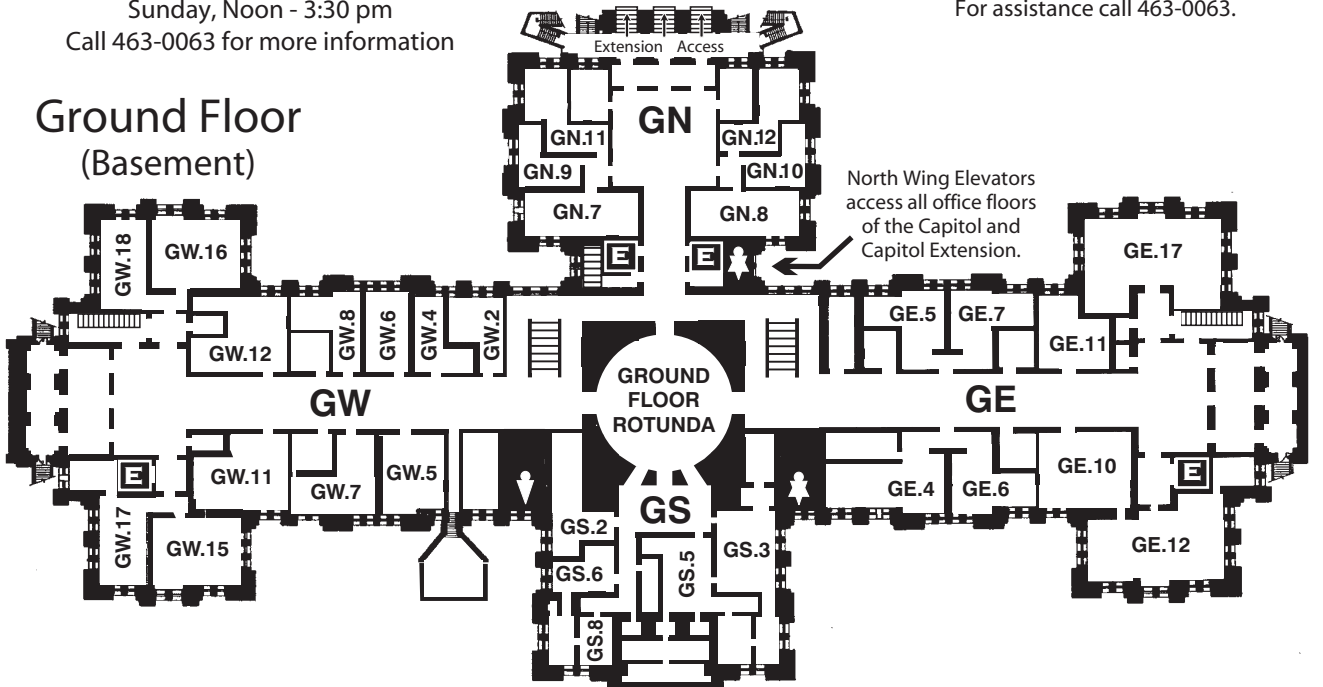 Sunday, Noon - 3:30 pm
Call 463-0063 for more information
For assistance call 463-0063.
Extension Access
Ground Floor
(Basement)
GN
GN.11
GN.12
GN.9
GN.10
GN.7
GN.8
E
E
North Wing Elevators
access all office floors
of the Capitol and
Capitol Extension.
GW.18
GW.16
GE.17
GW.12
GW.8
GW.6
GW.4
GW.2
GE.5
GE.7
GE.11
GW
GROUND
FLOOR
ROTUNDA
GE
E
GW.11
GW.7
GW.5
GE.4
GE.6
GE.10
E
GW.17
GW.15
GS
GS.2
GS.3
GS.6
GS.5
GS.8
GE.12